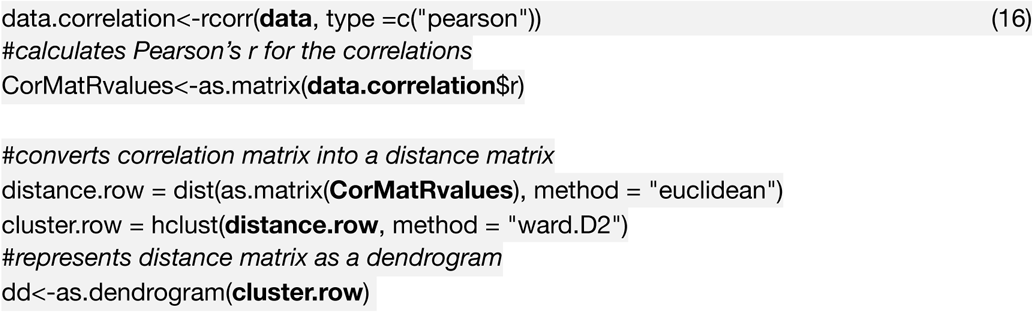 data.correlation<-rcorr(data, type =c("pearson")) (16)
#calculates Pearson’s r for the correlations
CorMatRvalues<-as.matrix(data.correlation$r)
#converts correlation matrix into a distance matrix
distance.row = dist(as.matrix(CorMatRvalues), method = "euclidean")
cluster.row = hclust(distance.row, method = "ward.D2")
#represents distance matrix as a dendrogram
dd<-as.dendrogram(cluster.row)